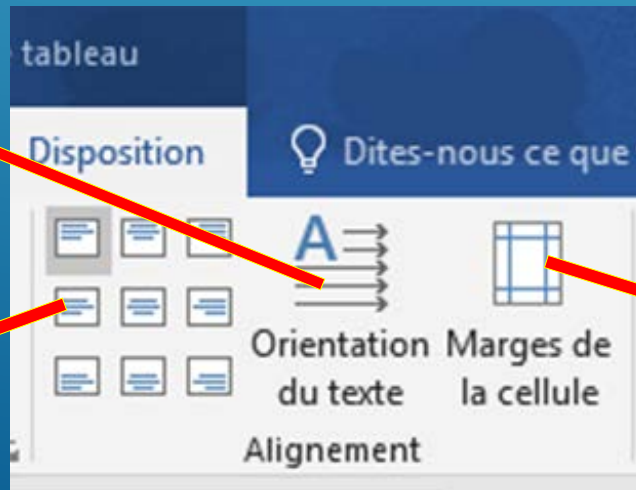 tableau
Disposition
Dites-nous ce que
A
Orientation
du texte
Marges de
la cellule
Alignement